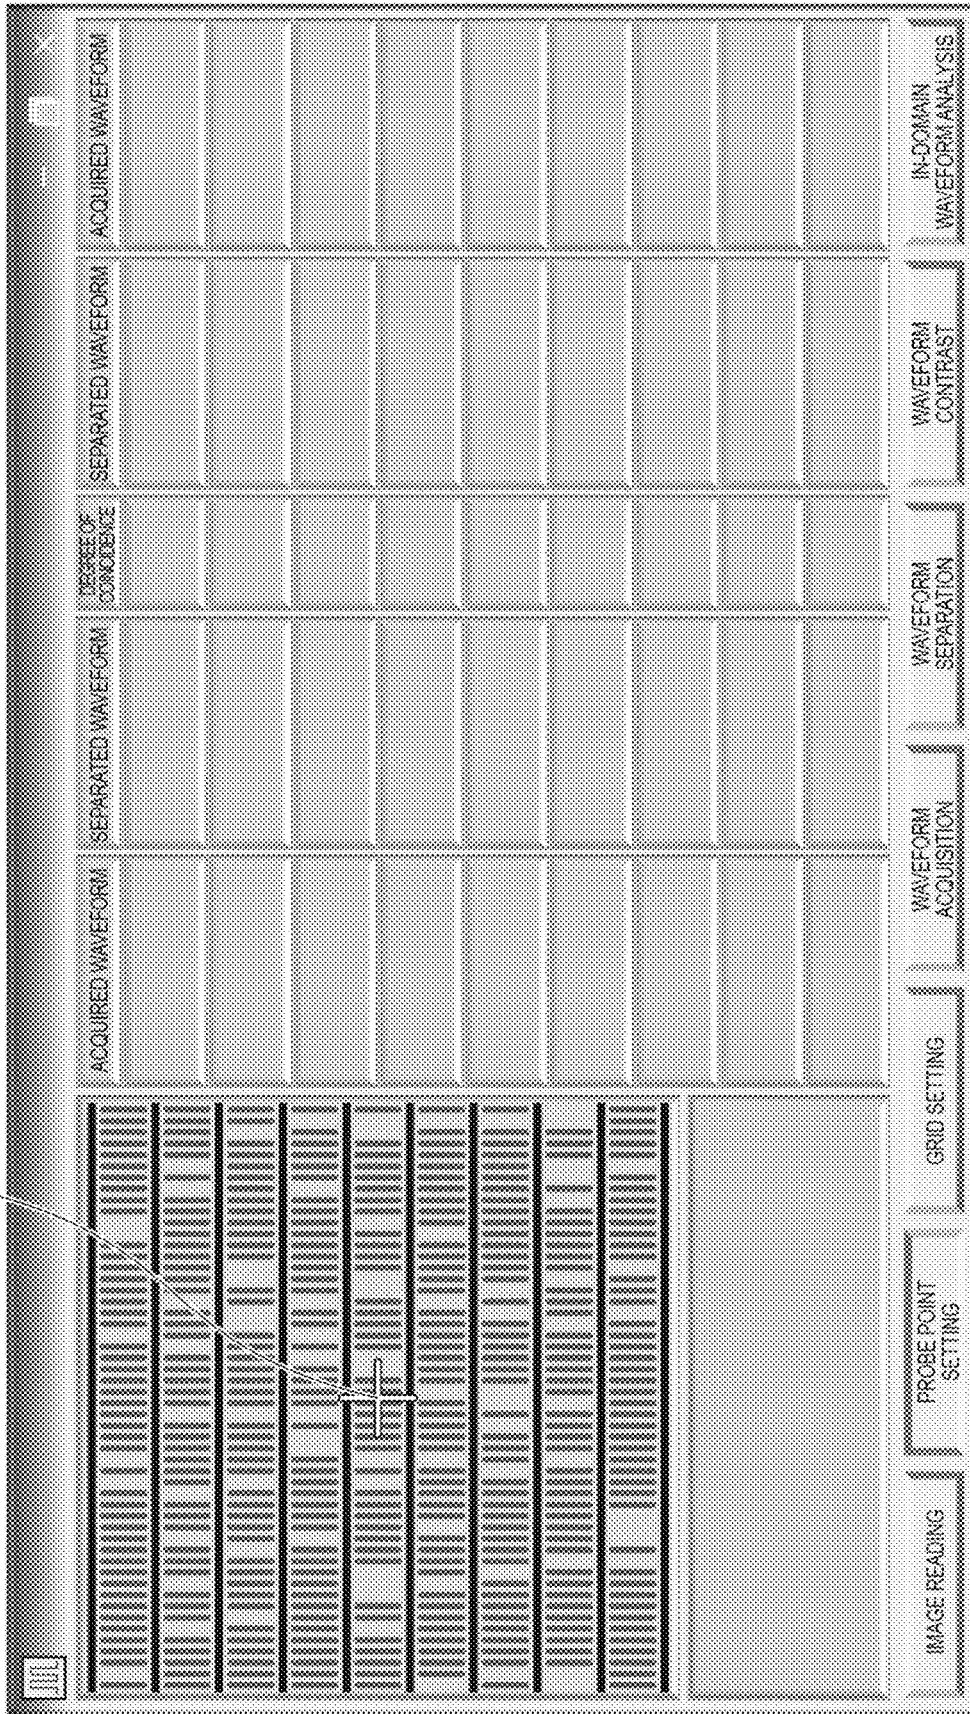 ACQUIRED WAVEFORM
SEPARATED WAVEFORM
DEGREE OF
COINCIDENCE
SEPARATED WAVEFORM
ACQUIRED WAVEFORM
IMAGE READING
PROBE POINT
SETTING
GRID SETTING
WAVEFORM
ACQUISITION
WAVEFORM
SEPARATION
WAVEFORM
CONTRAST
IN-DOMAIN
WAVEFORM ANALYSIS